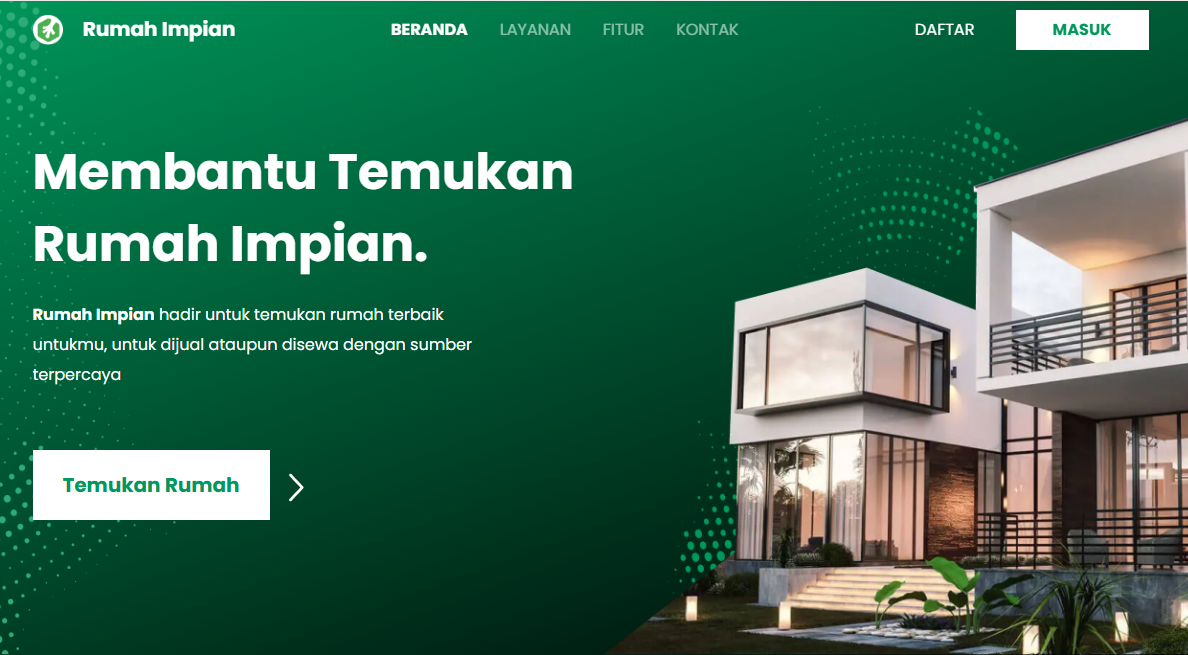 Rumah Impian
BERANDA
LAYANAN
FITUR
KONTAK
DAFTAR
MASUK
Membantu Temukan
Rumah Impian.
Rumah Impian hadir untuk temukan rumah terbaik
untukmu, untuk dijual ataupun disewa dengan sumber
terpercaya
Temukan Rumah